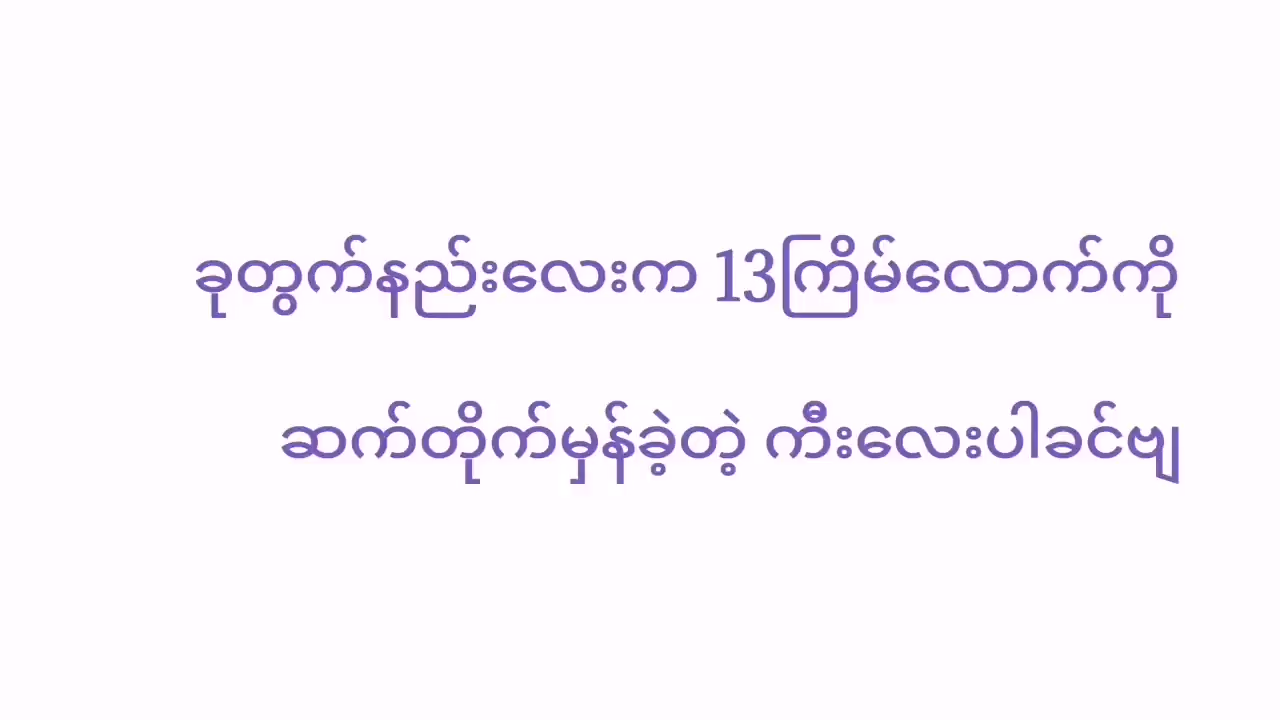 ခုတွက်နည်းလေးက 13ကြိမ်လောက်ကို
ဆက်တိုက်မှန်ခဲ့တဲ့ ကီးလေးပါခင်ဗျ